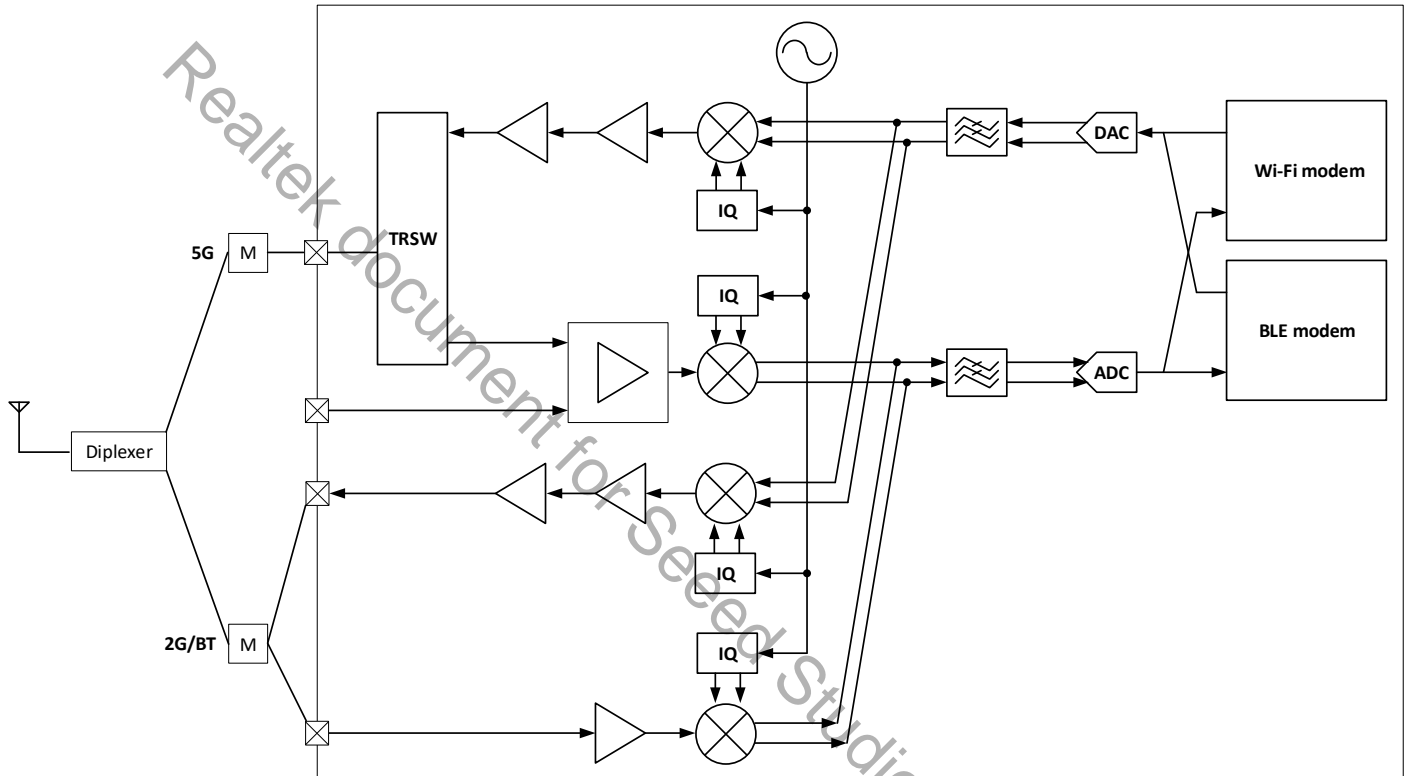 DAC
Wi-Fi modem
IQ
TRSW
5G
M
IQ
BLE modem
ADC
Diplexer
IQ
2G/BT
M
IQ
Realtek document for Seeed Studio